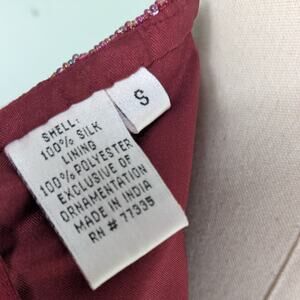 S
SHELL:
100% SILK
LINING
100% POLYESTER
EXCLUSIVE OF
ORNAMENTATION
MADE IN INDIA
RN # 77335